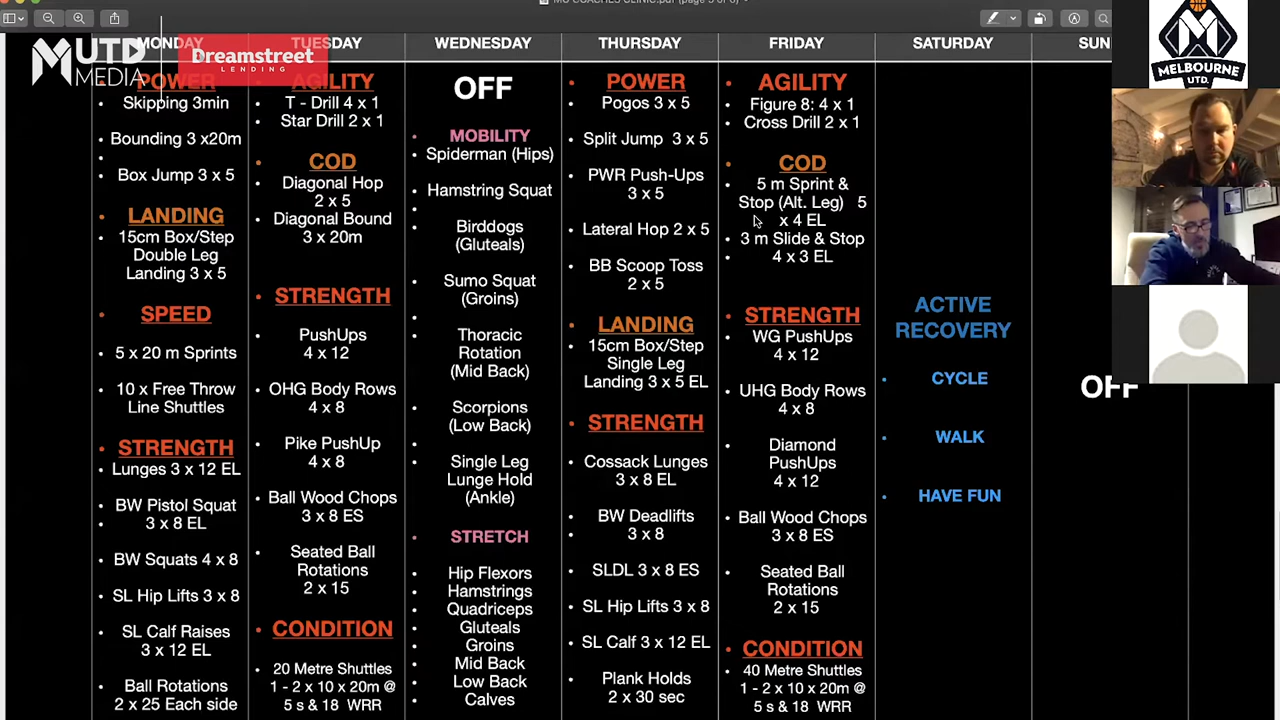 MU COACHES CLINIC.pdf (page 5 of 6)
MUTD
MEDIA
Dreamstreet
LENDING
MELBOURNE
UTD.
MONDAY
POWER
Skipping 3min
Bounding 3 x20m
Box Jump 3 x 5
LANDING
15cm Box/Step
Double Leg
Landing 3 x 5
SPEED
5 x 20 m Sprints
10 x Free Throw
Line Shuttles
STRENGTH
Lunges 3 x 12 EL
BW Pistol Squat
3 x 8 EL
BW Squats 4 x 8
SL Hip Lifts 3 x 8
SL Calf Raises
3 x 12 EL
Ball Rotations
2 x 25 Each side
TUESDAY
AGILITY
T - Drill 4 x 1
Star Drill 2 x 1
COD
Diagonal Hop
2 x 5
Diagonal Bound
3 x 20m
STRENGTH
PushUps
4 x 12
OHG Body Rows
4 x 8
Pike PushUp
4 x 8
Ball Wood Chops
3 x 8 ES
Seated Ball
Rotations
2 x 15
CONDITION
20 Metre Shuttles
1 - 2 x 10 x 20m @
5 s & 18 WRR
WEDNESDAY
OFF
MOBILITY
Spiderman (Hips)
Hamstring Squat
Birddogs
(Gluteals)
Sumo Squat
(Groins)
Thoracic
Rotation
(Mid Back)
Scorpions
(Low Back)
Single Leg
Lunge Hold
(Ankle)
STRETCH
Hip Flexors
Hamstrings
Quadriceps
Gluteals
Groins
Mid Back
Low Back
Calves
THURSDAY
POWER
Pogos 3 x 5
Split Jump 3 x 5
PWR Push-Ups
3 x 5
Lateral Hop 2 x 5
BB Scoop Toss
2 x 5
LANDING
15cm Box/Step
Single Leg
Landing 3 x 5 EL
STRENGTH
Cossack Lunges
3 x 8 EL
BW Deadlifts
3 x 8
SLDL 3 x 8 ES
SL Hip Lifts 3 x 8
SL Calf 3 x 12 EL
Plank Holds
2 x 30 sec
FRIDAY
AGILITY
Figure 8: 4 x 1
Cross Drill 2 x 1
COD
5 m Sprint &
Stop (Alt. Leg) 5
x 4 EL
3 m Slide & Stop
4 x 3 EL
STRENGTH
WG PushUps
4 x 12
UHG Body Rows
4 x 8
Diamond
PushUps
4 x 12
Ball Wood Chops
3 x 8 ES
Seated Ball
Rotations
2 x 15
CONDITION
40 Metre Shuttles
1 - 2 x 10 x 20m @
5 s & 18 WRR
SATURDAY
ACTIVE
RECOVERY
CYCLE
WALK
HAVE FUN
SUN
OFF